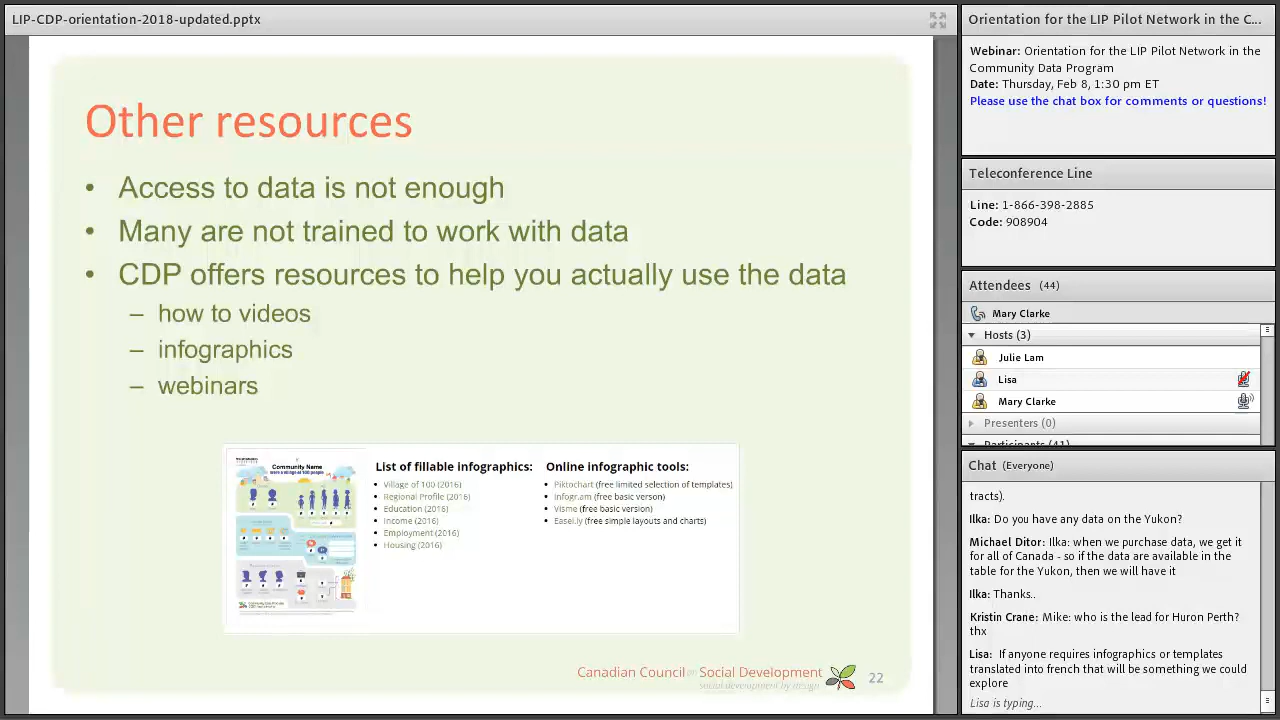 LIP-CDP-orientation-2018-updated.pptx
Other resources
• Access to data is not enough
• Many are not trained to work with data
• CDP offers resources to help you actually use the data
– how to videos
– infographics
– webinars
Community Name
were a village of 100 people
List of fillable infographics:
• Village of 100 (2016)
• Regional Profile (2016)
• Education (2016)
• Income (2016)
• Employment (2016)
• Housing (2016)
Online infographic tools:
• Piktochart (free limited selection of templates)
• Infogr.am (free basic verson)
• Visme (free basic version)
• Easel.ly (free simple layouts and charts)
Canadian Council on Social Development
Social development by design
22
Orientation for the LIP Pilot Network in the C...
Webinar: Orientation for the LIP Pilot Network in the
Community Data Program
Date: Thursday, Feb 8, 1:30 pm ET
Please use the chat box for comments or questions!
Teleconference Line
Line: 1-866-398-2885
Code: 908904
Attendees (44)
Mary Clarke
Hosts (3)
Julie Lam
Lisa
Mary Clarke
Presenters (0)
Participants (41)
Chat (Everyone)
tracts).
Ilka: Do you have any data on the Yukon?
Michael Ditor: Ilka: when we purchase data, we get it
for all of Canada - so if the data are available in the
table for the Yukon, then we will have it
Ilka: Thanks..
Kristin Crane: Mike: who is the lead for Huron Perth?
thx
Lisa: If anyone requires infographics or templates
translated into french that will be something we could
explore
Lisa is typing...